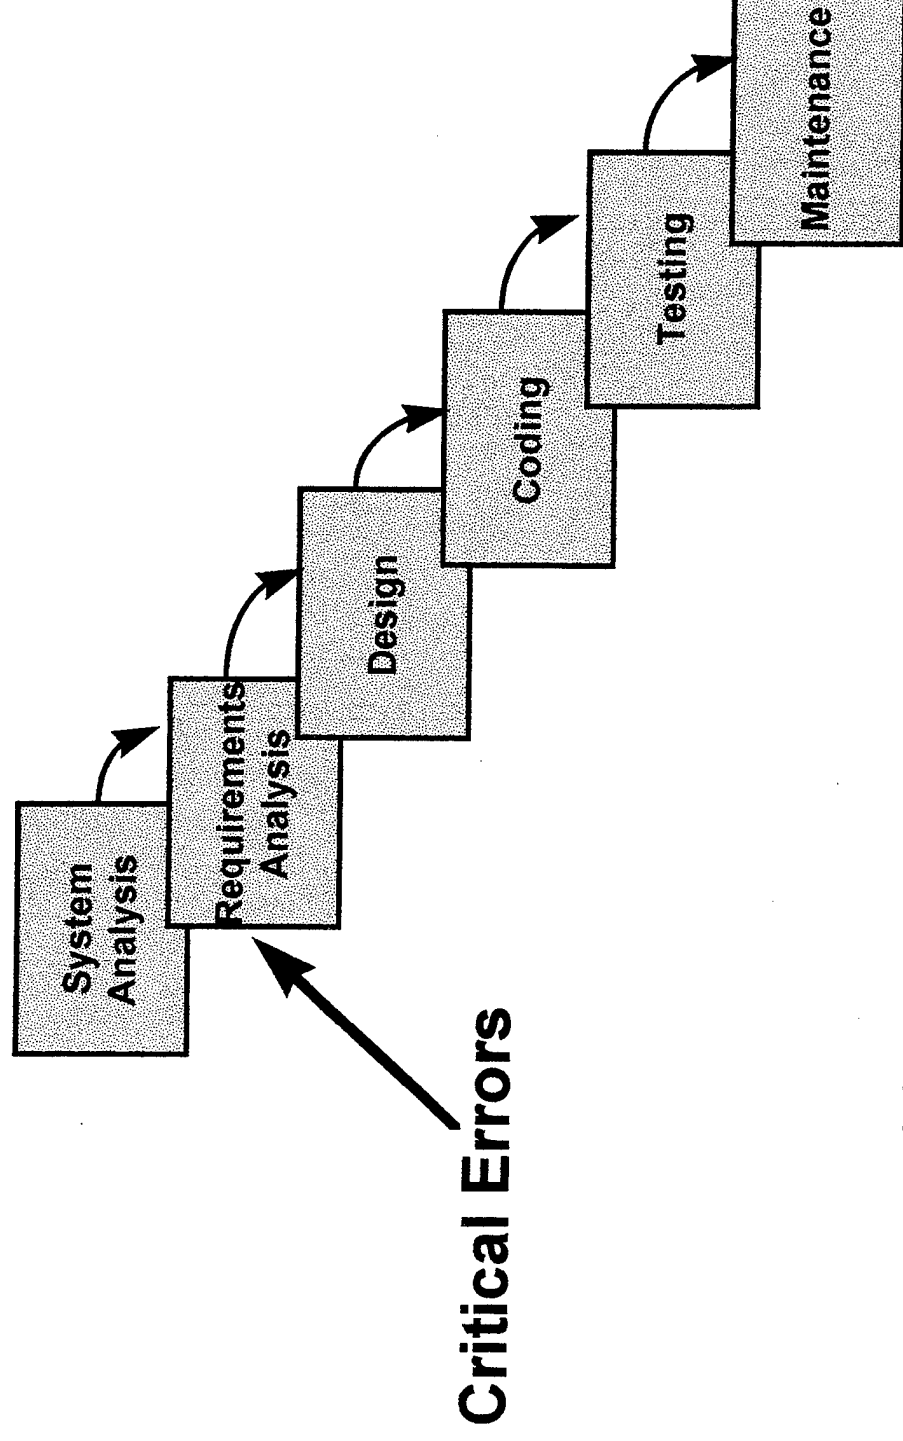 System
Analysis
Requirements
Analysis
Design
Coding
Testing
Maintenance
Critical Errors